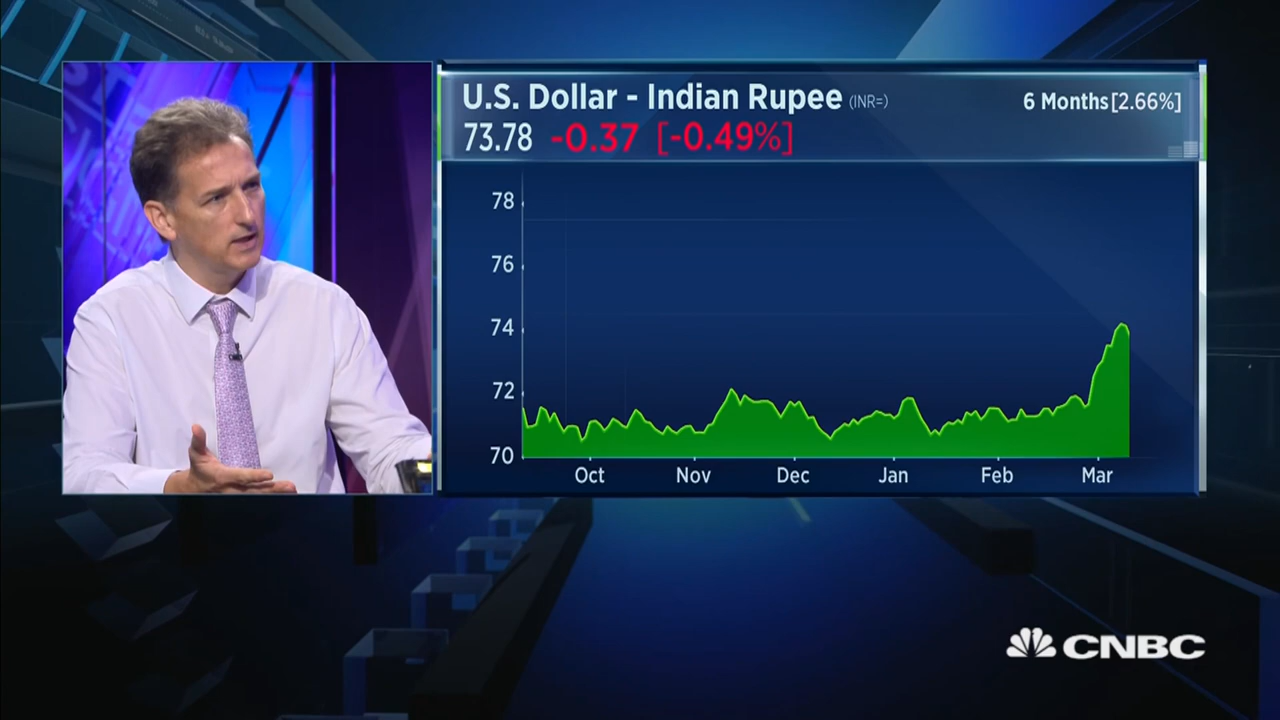 U.S. Dollar - Indian Rupee (INR=) 6 Months [2.66%]
73.78 -0.37 [-0.49%]
78
76
74
72
70
Oct Nov Dec Jan Feb Mar
CNBC